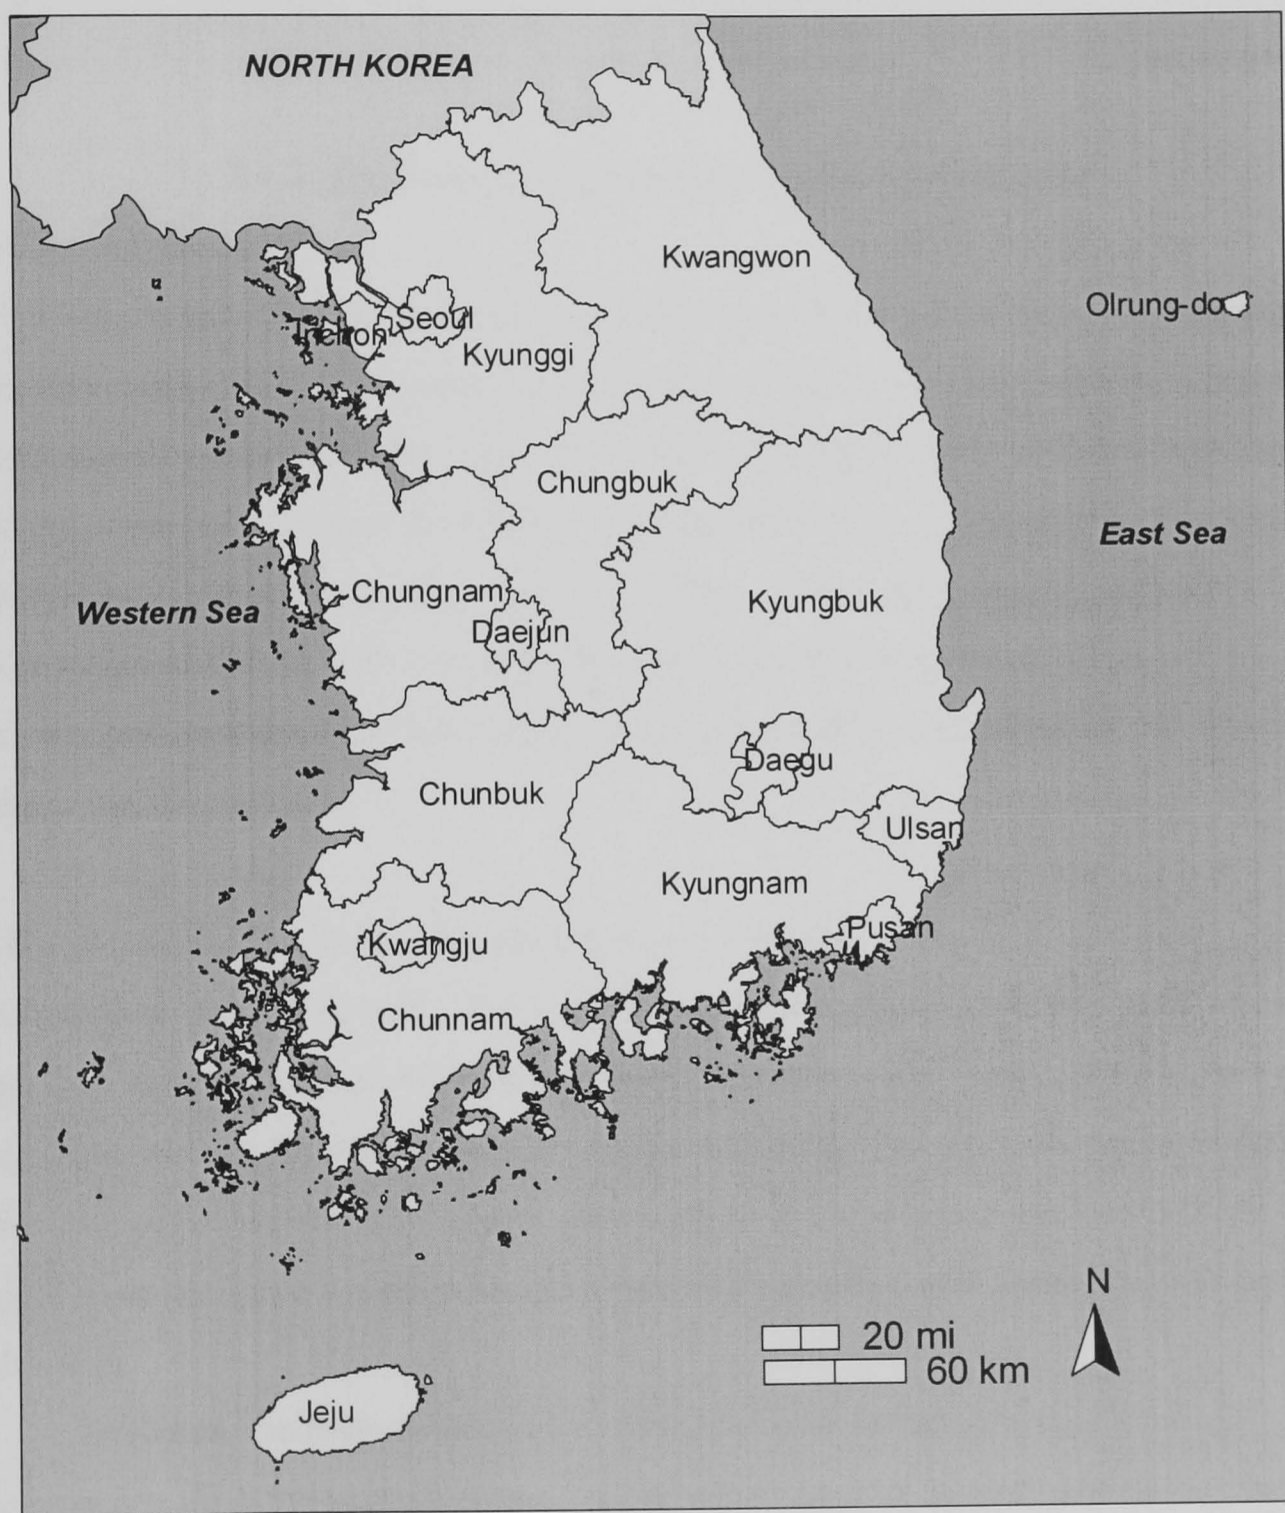 NORTH KOREA
Kwangwon
Olrung-do
Seoul
Inchon
Kyunggi
Chungbuk
East Sea
Chungnam
Kyungbuk
Western Sea
Daejun
Daegu
Chunbuk
Ulsan
Kyungnam
Pusan
Kwangju
Chunnam
N
20 mi
60 km
Jeju